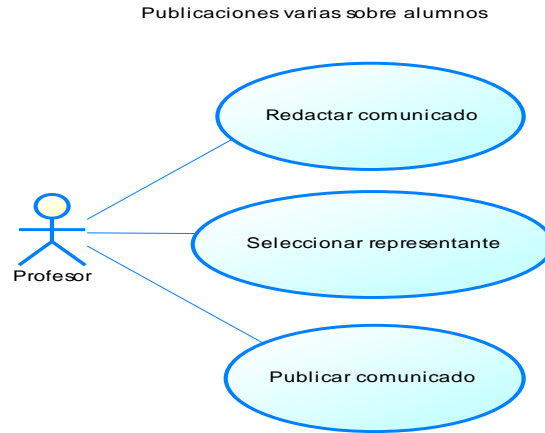 Publicaciones varias sobre alumnos
Redactar comunicado
Seleccionar representante
Profesor
Publicar comunicado